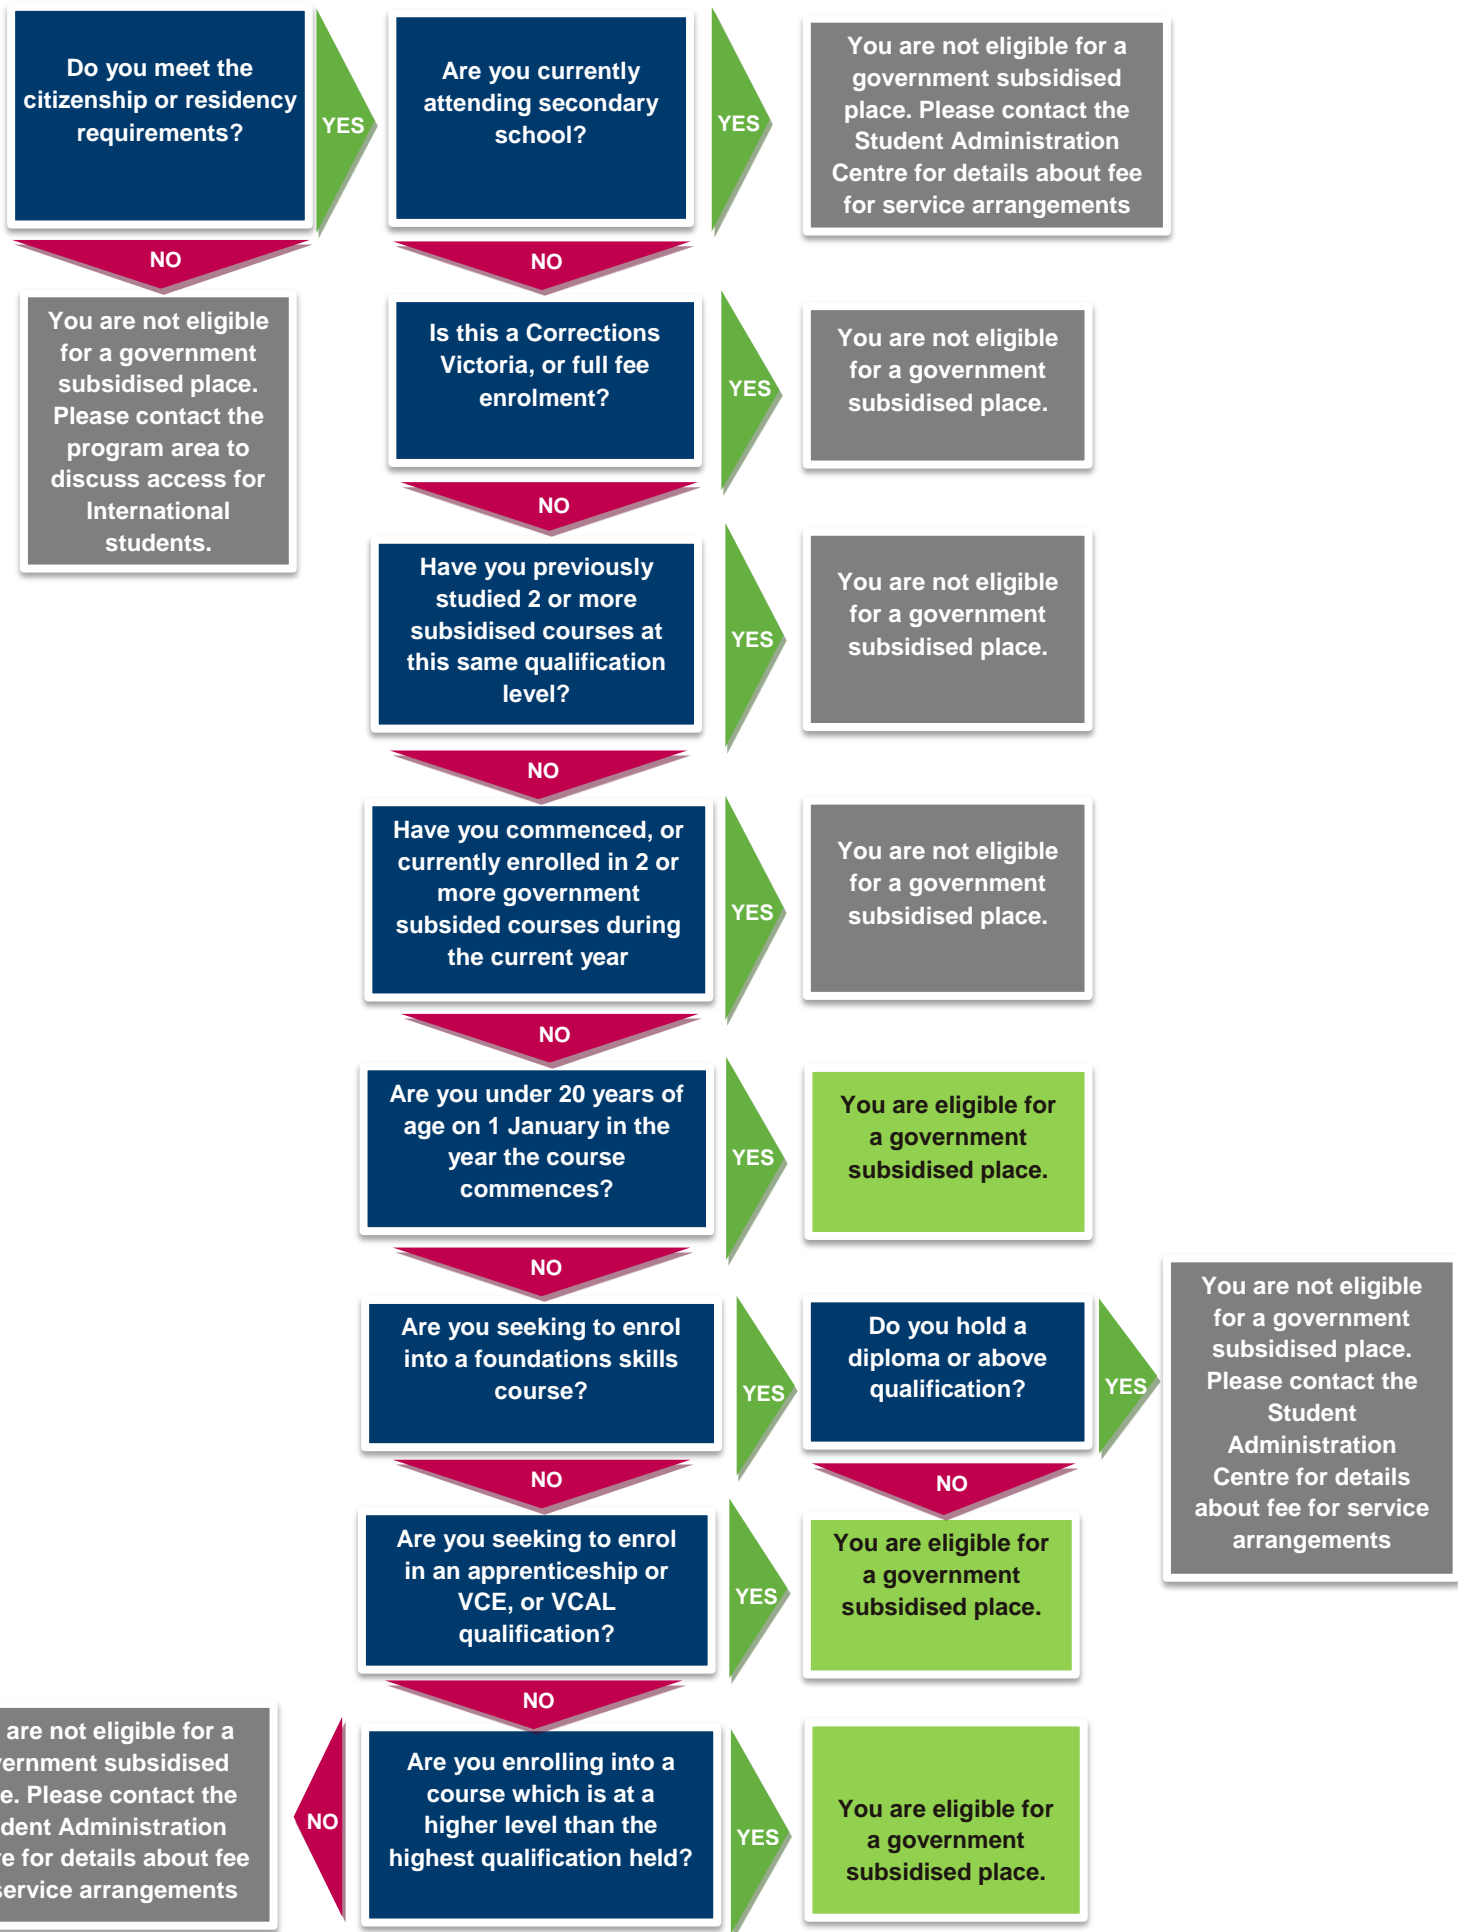 Do you meet the
citizenship or residency
requirements?
YES
Are you currently
attending secondary
school?
YES
You are not eligible for a
government subsidised
place. Please contact the
Student Administration
Centre for details about fee
for service arrangements
NO
You are not eligible
for a government
subsidised place.
Please contact the
program area to
discuss access for
International
students.
NO
Is this a Corrections
Victoria, or full fee
enrolment?
YES
You are not eligible
for a government
subsidised place.
NO
Have you previously
studied 2 or more
subsidised courses at
this same qualification
level?
YES
You are not eligible
for a government
subsidised place.
NO
Have you commenced, or
currently enrolled in 2 or
more government
subsided courses during
the current year
YES
You are not eligible
for a government
subsidised place.
NO
Are you under 20 years of
age on 1 January in the
year the course
commences?
YES
You are eligible for
a government
subsidised place.
NO
Are you seeking to enrol
into a foundations skills
course?
YES
Do you hold a
diploma or above
qualification?
YES
You are not eligible
for a government
subsidised place.
Please contact the
Student
Administration
Centre for details
about fee for service
arrangements
NO
NO
Are you seeking to enrol
in an apprenticeship or
VCE, or VCAL
qualification?
YES
You are eligible for
a government
subsidised place.
NO
Are you enrolling into a
course which is at a
higher level than the
highest qualification held?
YES
You are eligible for
a government
subsidised place.
NO
are not eligible for a
subsidised
Please contact the
Administration
for details about fee
service arrangements